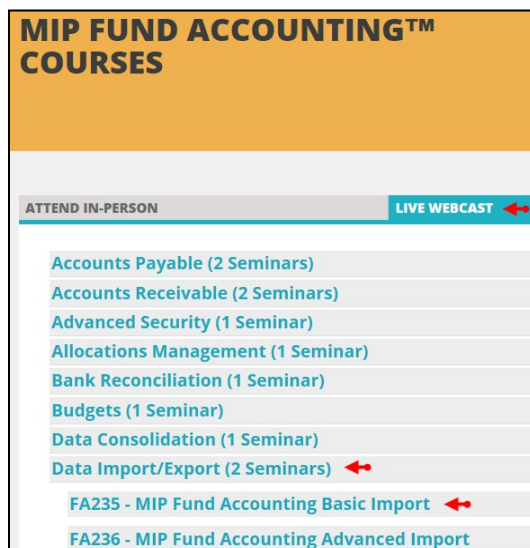 MIP FUND ACCOUNTING™
COURSES
ATTEND IN-PERSON
LIVE WEBCAST
Accounts Payable (2 Seminars)
Accounts Receivable (2 Seminars)
Advanced Security (1 Seminar)
Allocations Management (1 Seminar)
Bank Reconciliation (1 Seminar)
Budgets (1 Seminar)
Data Consolidation (1 Seminar)
Data Import/Export (2 Seminars)
FA235 - MIP Fund Accounting Basic Import
FA236 - MIP Fund Accounting Advanced Import